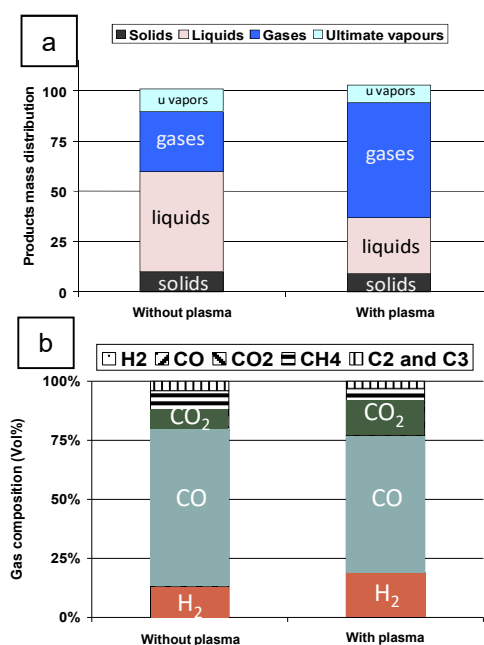 a
Solids Liquids Gases Ultimate vapours
Products mass distribution
100
75
50
25
0
u vapors
gases
liquids
solids
u vapors
gases
liquids
solids
Without plasma With plasma
b
H2 CO CO2 CH4 C2 and C3
Gas composition (Vol%)
100%
75%
50%
25%
0%
CO₂
CO
H₂
CO₂
CO
H₂
Without plasma With plasma